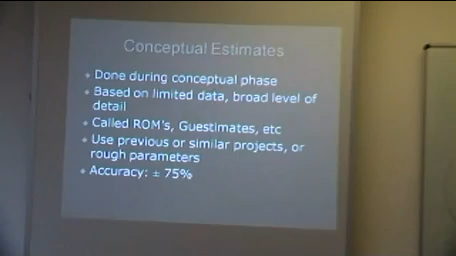 Conceptual Estimates
Done during conceptual phase
Based on limited data, broad level of
detail
Called ROM's, Guestimates, etc
Use previous or similar projects, or
rough parameters
Accuracy: ± 75%